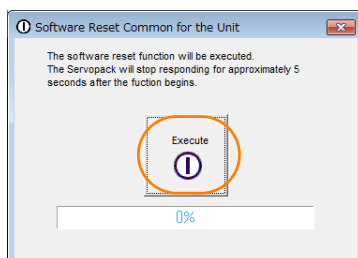 Software Reset Common for the Unit
The software reset function will be executed.
The Servopack will stop responding for approximately 5
seconds after the fuction begins.
Execute
0%